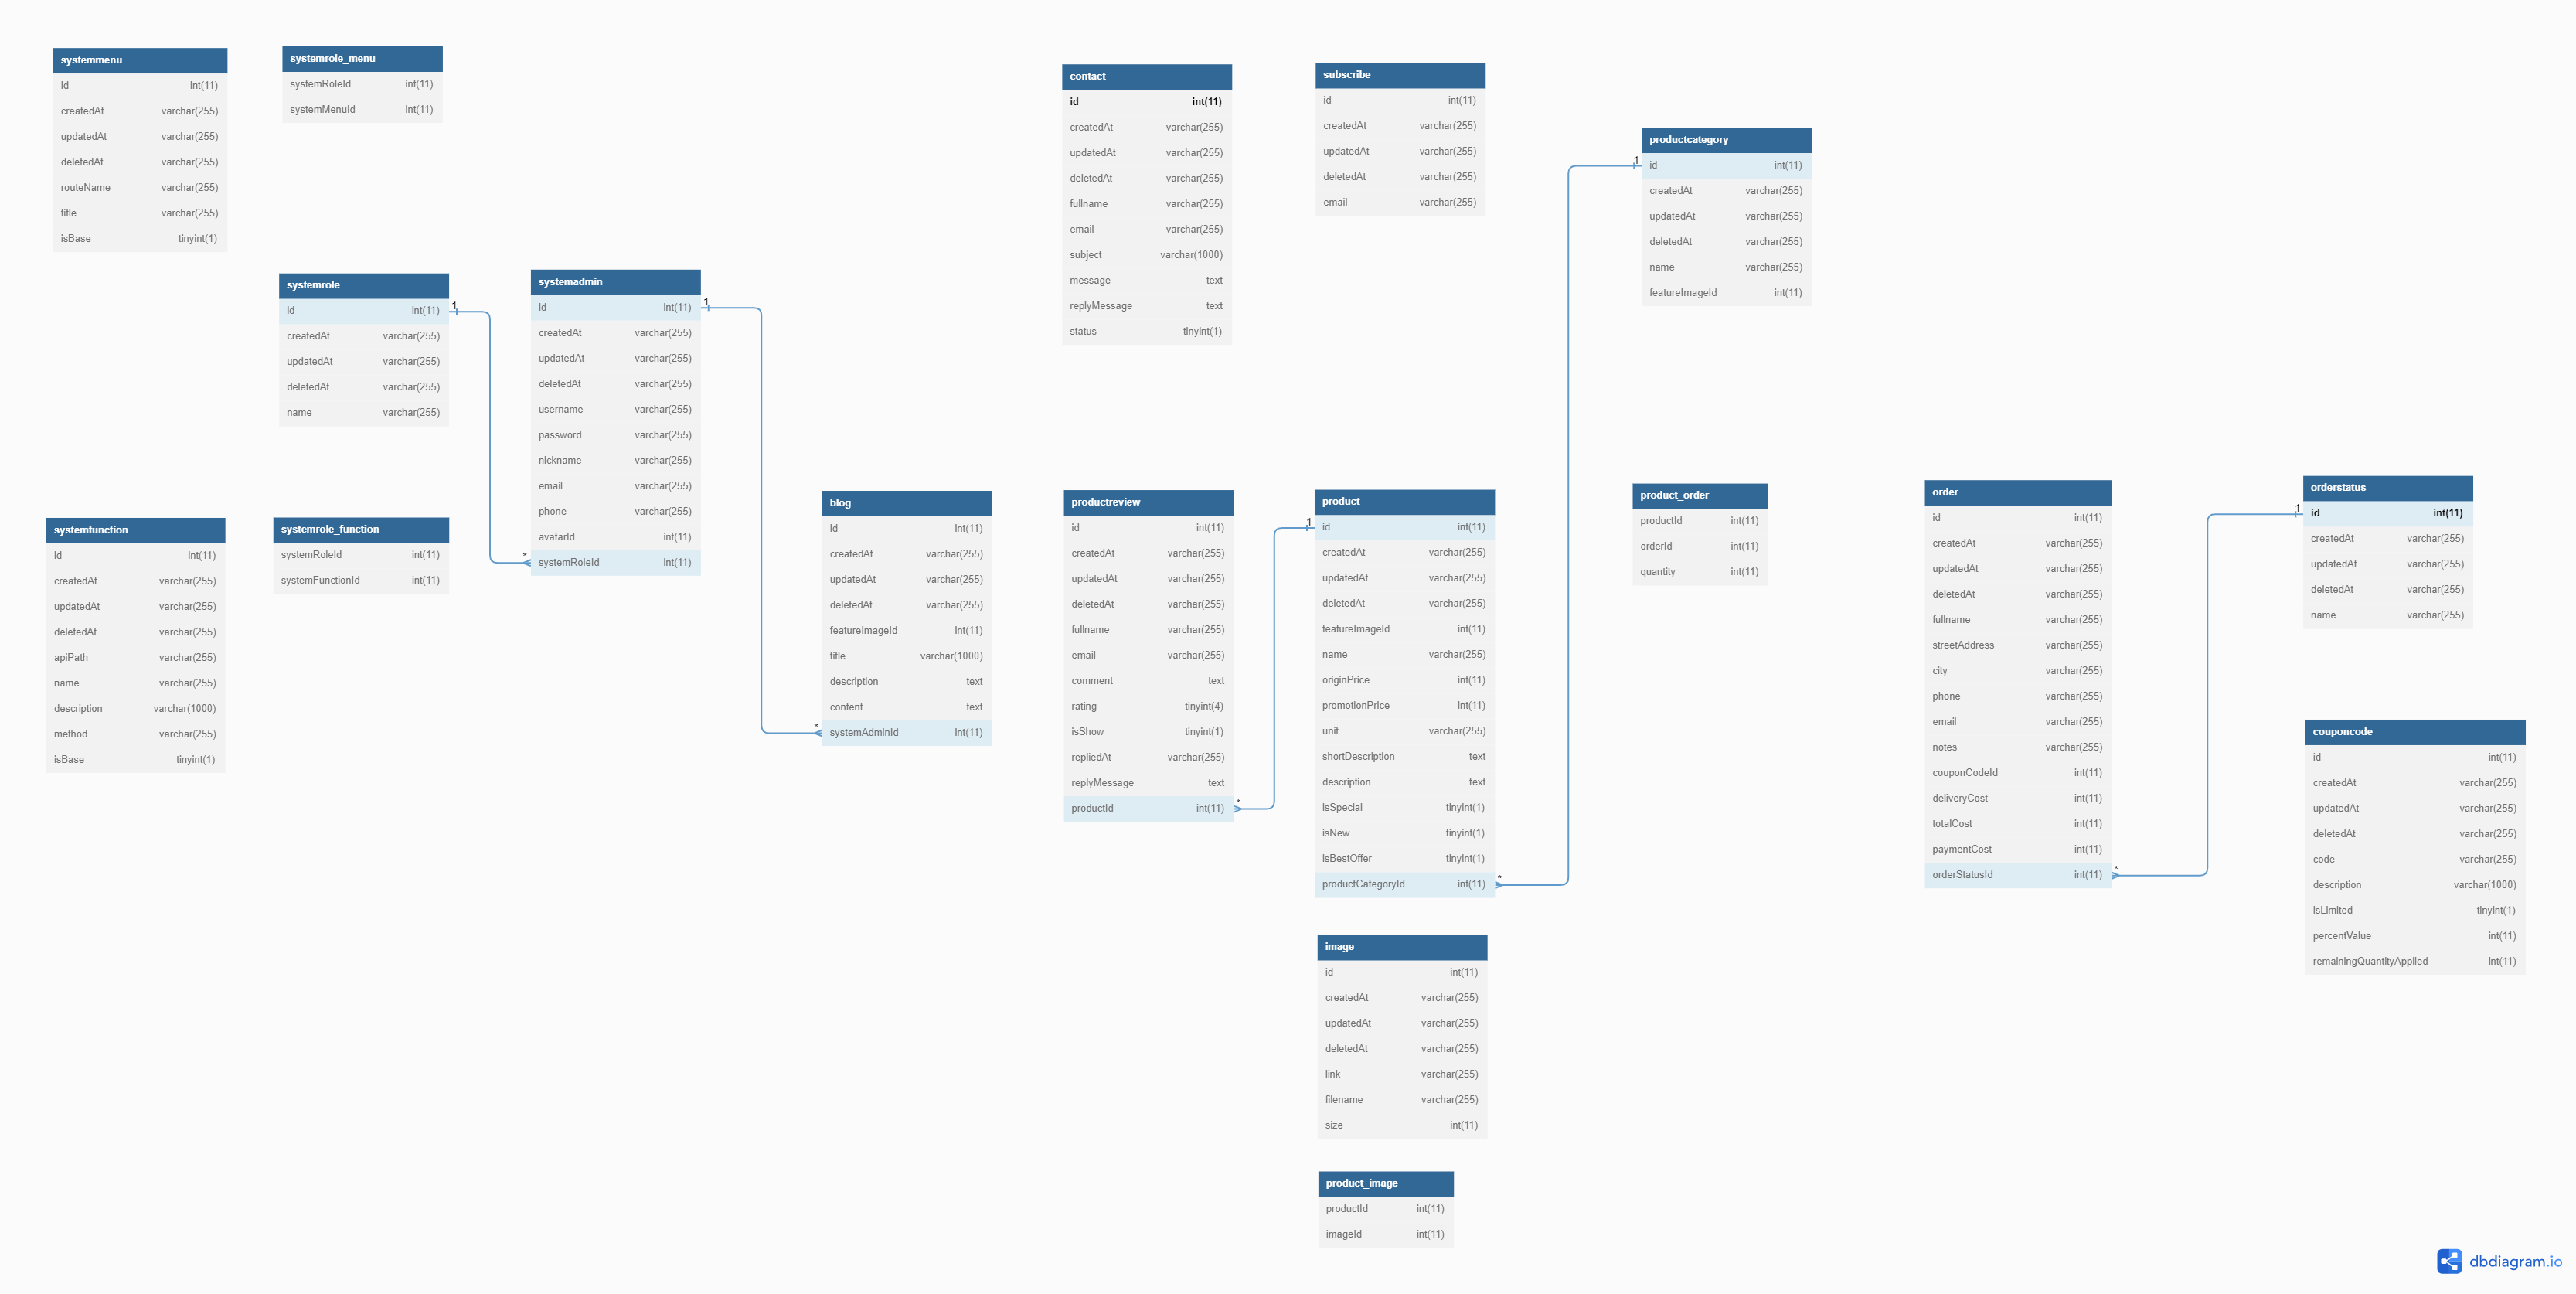 systemmenu
id int(11)
createdAt varchar(255)
updatedAt varchar(255)
deletedAt varchar(255)
routeName varchar(255)
title varchar(255)
isBase tinyint(1)
systemrole_menu
systemRoleId int(11)
systemMenuId int(11)
systemrole
id int(11) 1
createdAt varchar(255)
updatedAt varchar(255)
deletedAt varchar(255)
name varchar(255)
systemadmin
id int(11) 1
createdAt varchar(255)
updatedAt varchar(255)
deletedAt varchar(255)
username varchar(255)
password varchar(255)
nickname varchar(255)
email varchar(255)
phone varchar(255)
avatarId int(11)
* systemRoleId int(11)
systemfunction
id int(11)
createdAt varchar(255)
updatedAt varchar(255)
deletedAt varchar(255)
apiPath varchar(255)
name varchar(255)
description varchar(1000)
method varchar(255)
isBase tinyint(1)
systemrole_function
systemRoleId int(11)
systemFunctionId int(11)
blog
id int(11)
createdAt varchar(255)
updatedAt varchar(255)
deletedAt varchar(255)
featureImageId int(11)
title varchar(1000)
description text
content text
* systemAdminId int(11)
contact
id int(11)
createdAt varchar(255)
updatedAt varchar(255)
deletedAt varchar(255)
fullname varchar(255)
email varchar(255)
subject varchar(1000)
message text
replyMessage text
status tinyint(1)
subscribe
id int(11)
createdAt varchar(255)
updatedAt varchar(255)
deletedAt varchar(255)
email varchar(255)
productcategory
1 id int(11)
createdAt varchar(255)
updatedAt varchar(255)
deletedAt varchar(255)
name varchar(255)
featureImageId int(11)
productreview
id int(11)
createdAt varchar(255)
updatedAt varchar(255)
deletedAt varchar(255)
fullname varchar(255)
email varchar(255)
comment text
rating tinyint(4)
isShow tinyint(1)
repliedAt varchar(255)
replyMessage text
productId int(11) *
product
1 id int(11)
createdAt varchar(255)
updatedAt varchar(255)
deletedAt varchar(255)
featureImageId int(11)
name varchar(255)
originPrice int(11)
promotionPrice int(11)
unit varchar(255)
shortDescription text
description text
isSpecial tinyint(1)
isNew tinyint(1)
isBestOffer tinyint(1)
productCategoryId int(11) *
product_order
productId int(11)
orderId int(11)
quantity int(11)
order
id int(11)
createdAt varchar(255)
updatedAt varchar(255)
deletedAt varchar(255)
fullname varchar(255)
streetAddress varchar(255)
city varchar(255)
phone varchar(255)
email varchar(255)
notes varchar(255)
couponCodeId int(11)
deliveryCost int(11)
totalCost int(11)
paymentCost int(11)
orderStatusId int(11) *
orderstatus
1 id int(11)
createdAt varchar(255)
updatedAt varchar(255)
deletedAt varchar(255)
name varchar(255)
couponcode
id int(11)
createdAt varchar(255)
updatedAt varchar(255)
deletedAt varchar(255)
code varchar(255)
description varchar(1000)
isLimited tinyint(1)
percentValue int(11)
remainingQuantityApplied int(11)
image
id int(11)
createdAt varchar(255)
updatedAt varchar(255)
deletedAt varchar(255)
link varchar(255)
filename varchar(255)
size int(11)
product_image
productId int(11)
imageId int(11)
dbdiagram.io